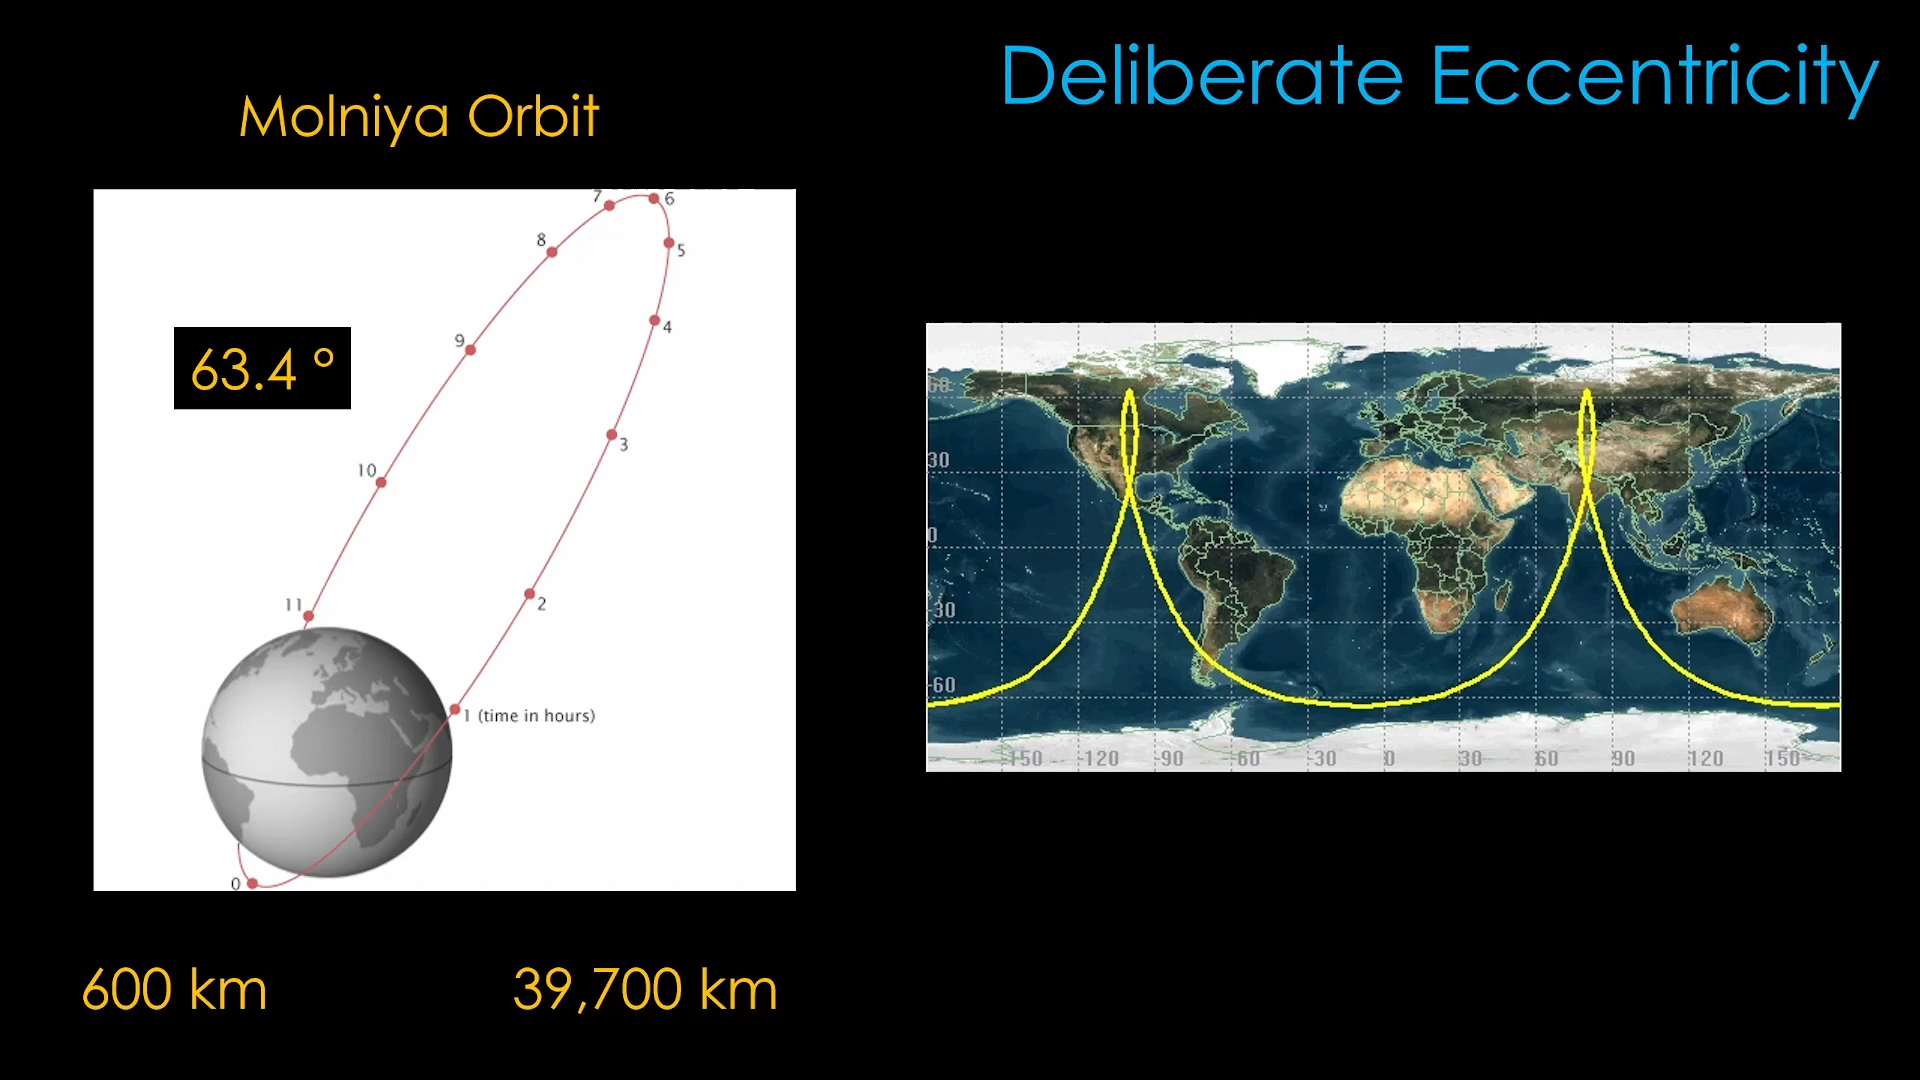 Deliberate Eccentricity
Molniya Orbit
7
6
8
5
63.4 °
4
9
3
10
11
2
1 (time in hours)
0
60
30
0
-30
-60
-150 -120 -90 -60 -30 0 30 60 90 120 150
600 km
39,700 km